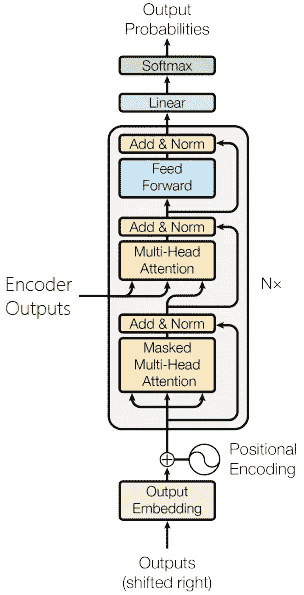 Output
Probabilities
Softmax
Linear
Add & Norm
Feed
Forward
Add & Norm
Multi-Head
Attention
Encoder
Outputs
N×
Add & Norm
Masked
Multi-Head
Attention
Positional
Encoding
Output
Embedding
Outputs
(shifted right)